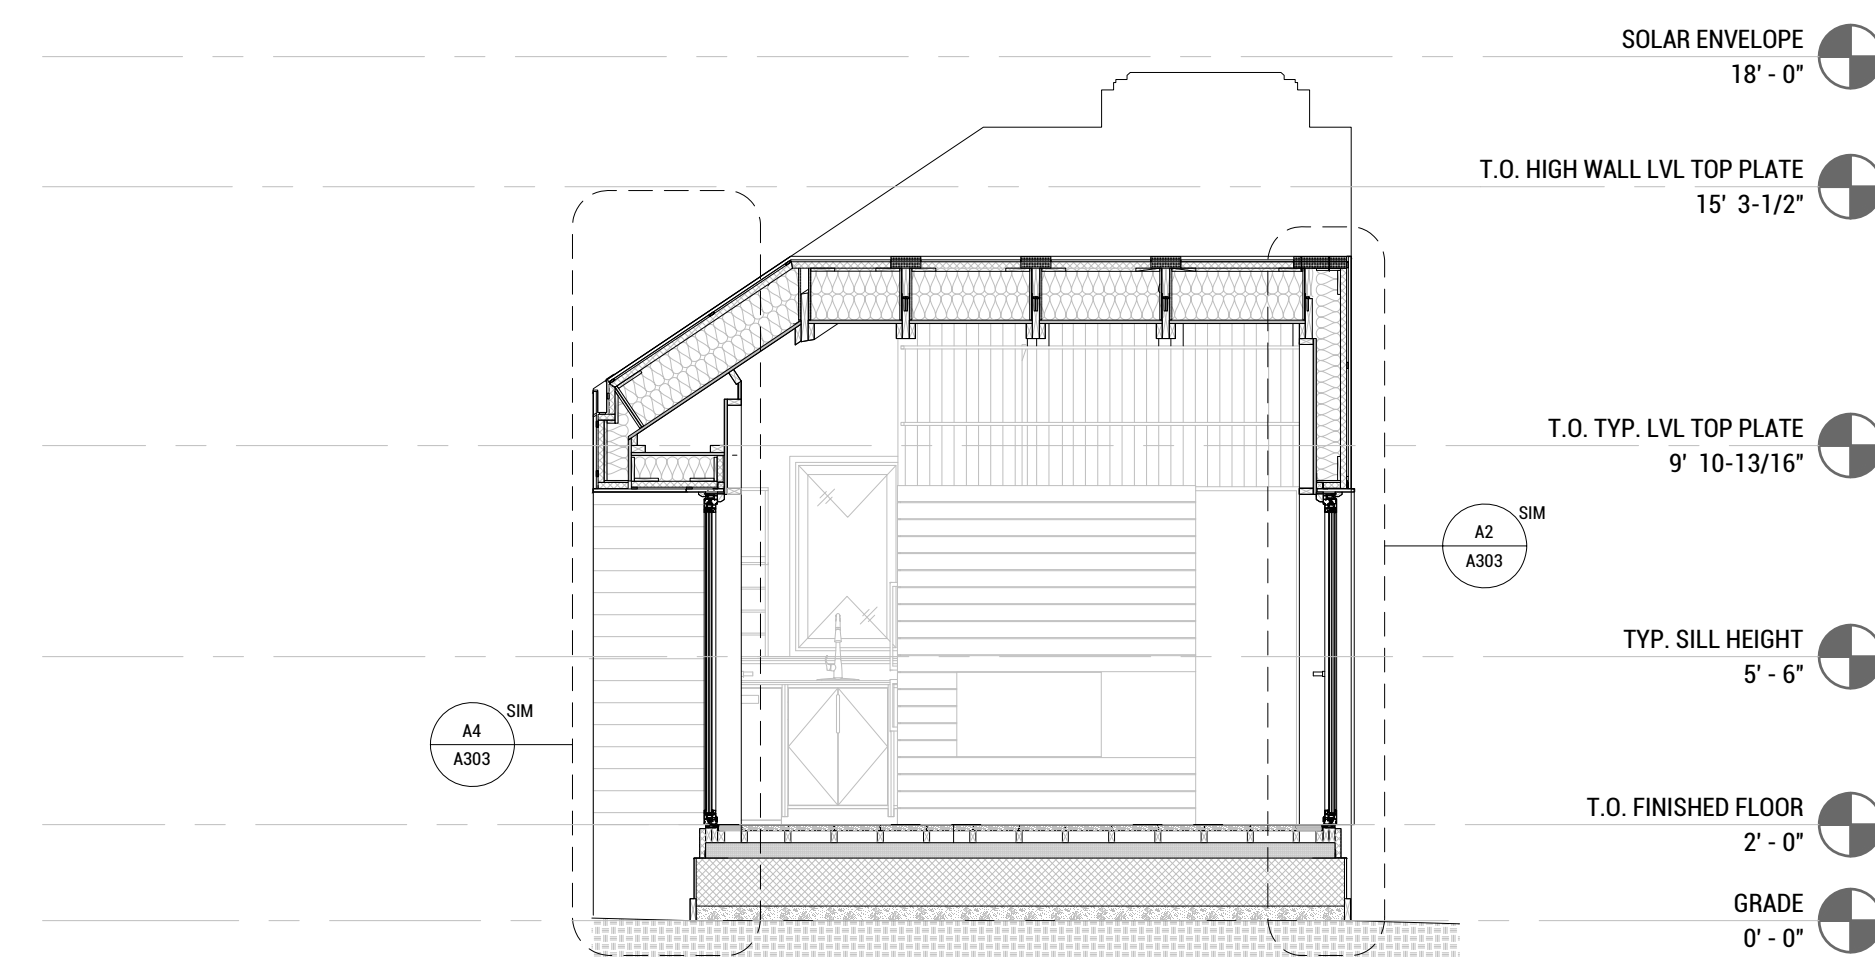 SOLAR ENVELOPE
18' - 0"
T.O. HIGH WALL LVL TOP PLATE
15' 3-1/2"
T.O. TYP. LVL TOP PLATE
9' 10-13/16"
SIM
A2
A303
TYP. SILL HEIGHT
5' - 6"
SIM
A4
A303
T.O. FINISHED FLOOR
2' - 0"
GRADE
0' - 0"